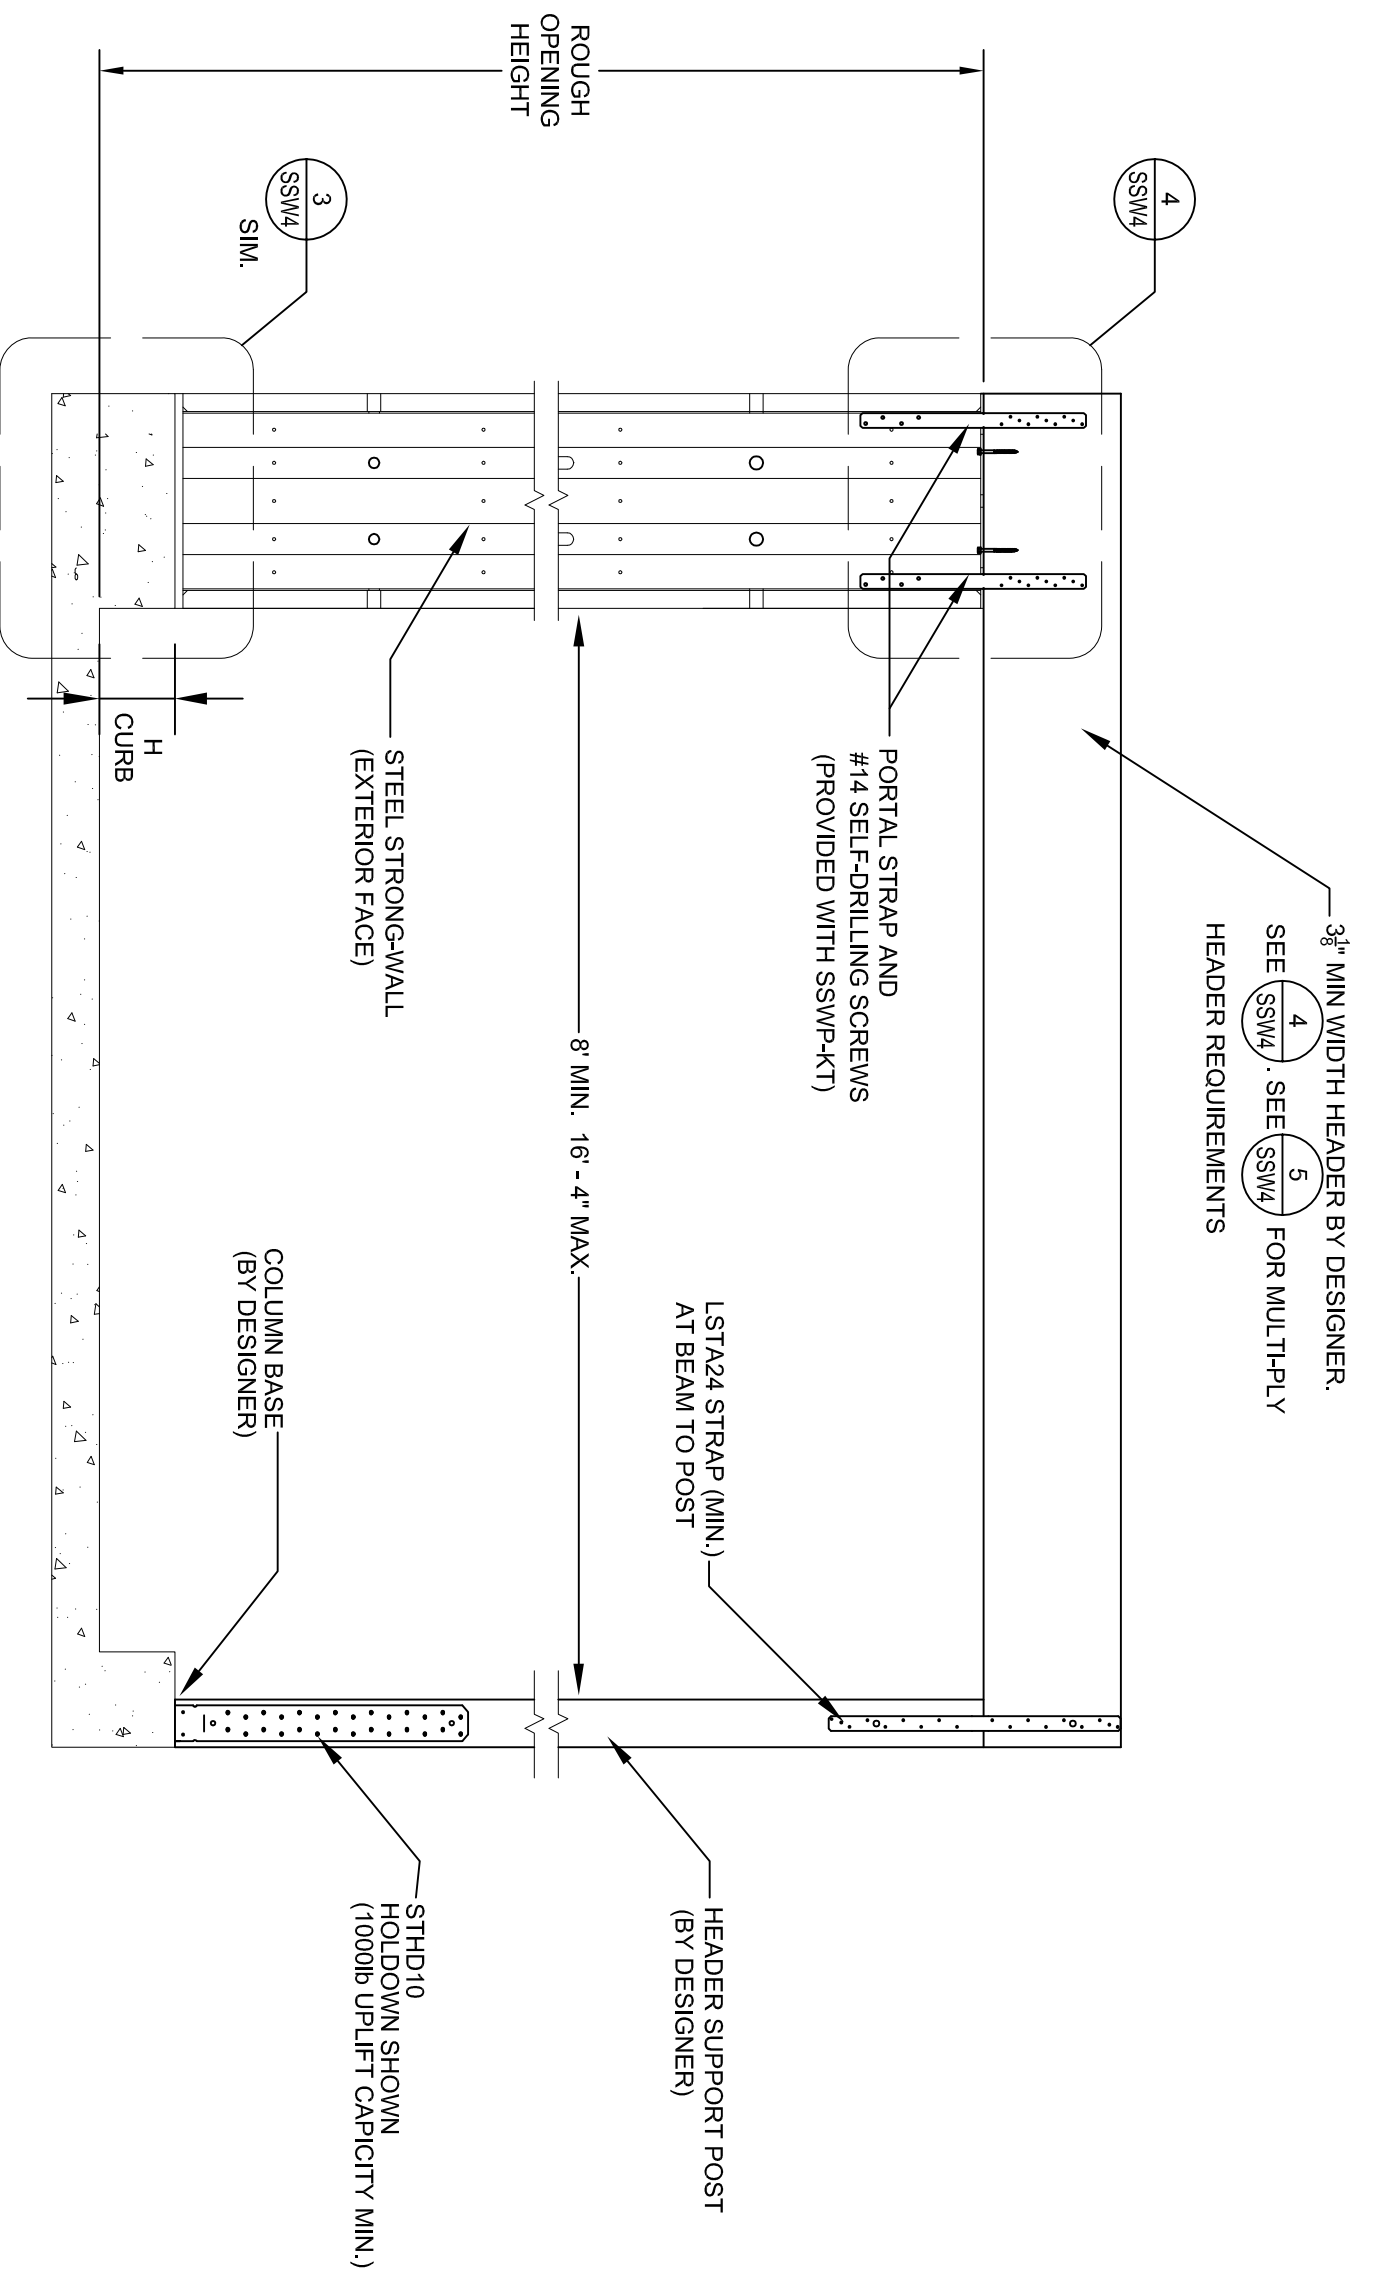 3 1/8" MIN WIDTH HEADER BY DESIGNER.
SEE 4 SSW4 . SEE 5 SSW4 FOR MULTI-PLY
HEADER REQUIREMENTS
4
SSW4
ROUGH
OPENING
HEIGHT
PORTAL STRAP AND
#14 SELF-DRILLING SCREWS
(PROVIDED WITH SSWP-KT)
LSTA24 STRAP (MIN.)
AT BEAM TO POST
HEADER SUPPORT POST
(BY DESIGNER)
8' MIN. 16' - 4" MAX.
STEEL STRONG-WALL
(EXTERIOR FACE)
STHD10
HOLDOWN SHOWN
(1000lb UPLIFT CAPICITY MIN.)
3
SSW4
SIM.
COLUMN BASE
(BY DESIGNER)
H
CURB